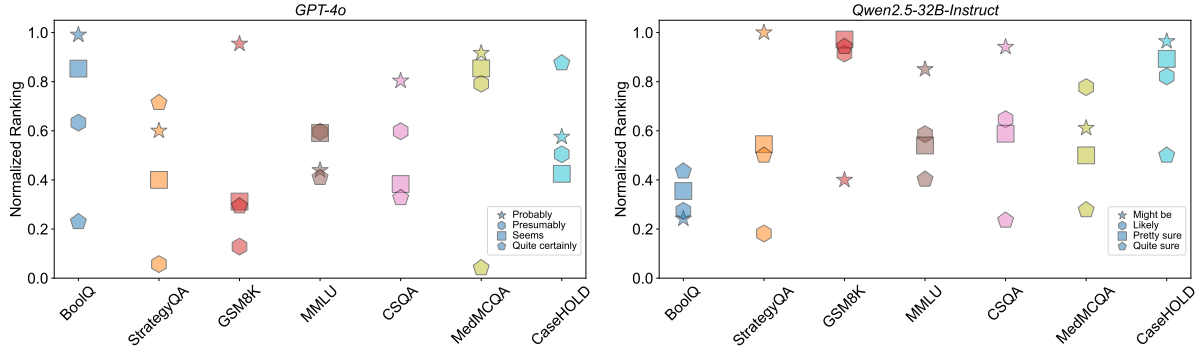 GPT-4o
Normalized Ranking
1.0
0.8
0.6
0.4
0.2
0.0
Probably
Presumably
Seems
Quite certainly
BoolQ
StrategyQA
GSM8K
MMLU
CSQA
MedMCQA
CaseHOLD
Qwen2.5-32B-Instruct
Normalized Ranking
1.0
0.8
0.6
0.4
0.2
0.0
Might be
Likely
Pretty sure
Quite sure
BoolQ
StrategyQA
GSM8K
MMLU
CSQA
MedMCQA
CaseHOLD